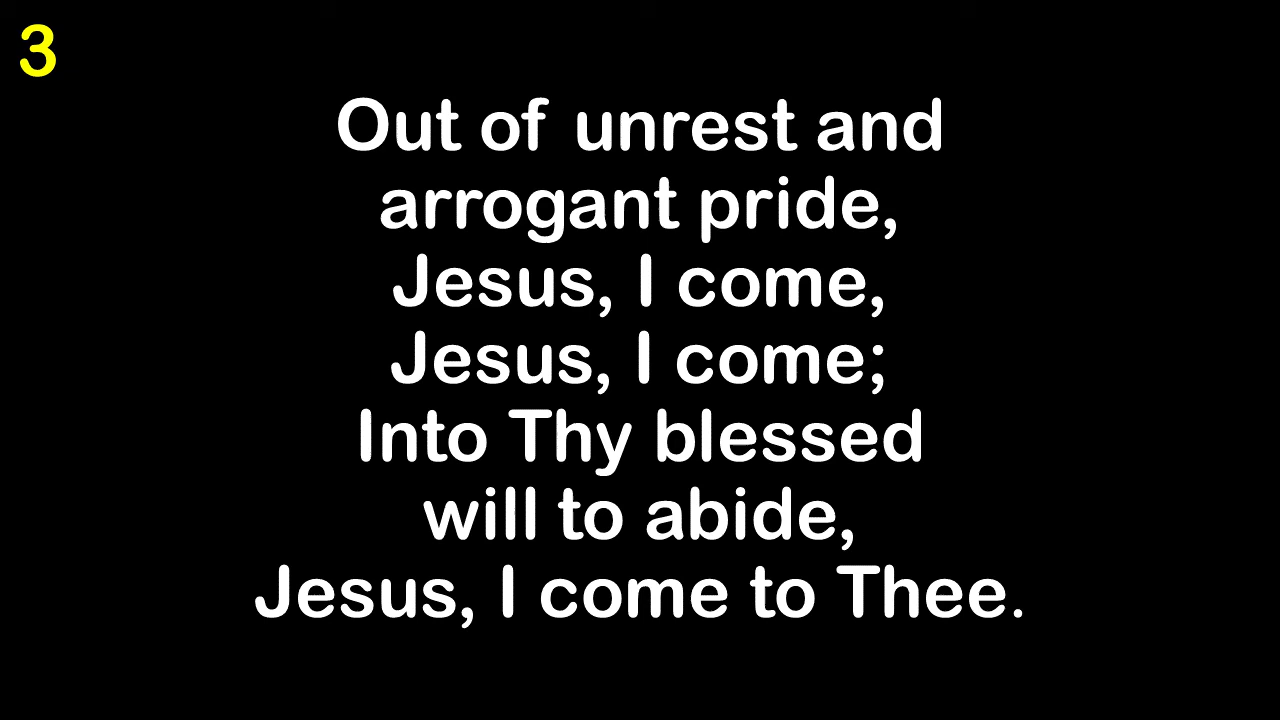 3
Out of unrest and
arrogant pride,
Jesus, I come,
Jesus, I come;
Into Thy blessed
will to abide,
Jesus, I come to Thee.